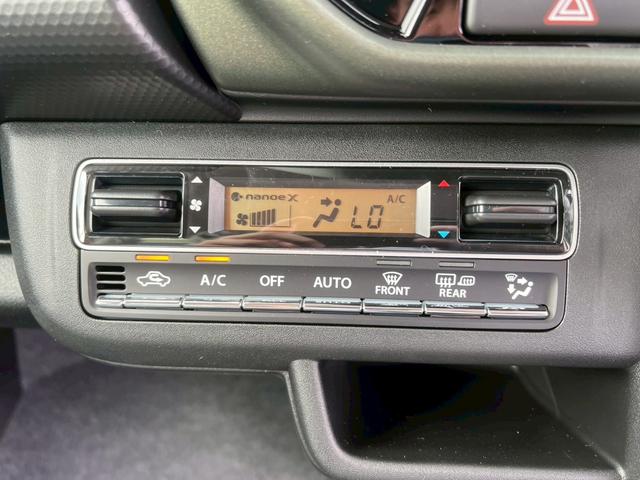 nanoe X
A/C
LO
A/C
OFF
AUTO
FRONT
REAR